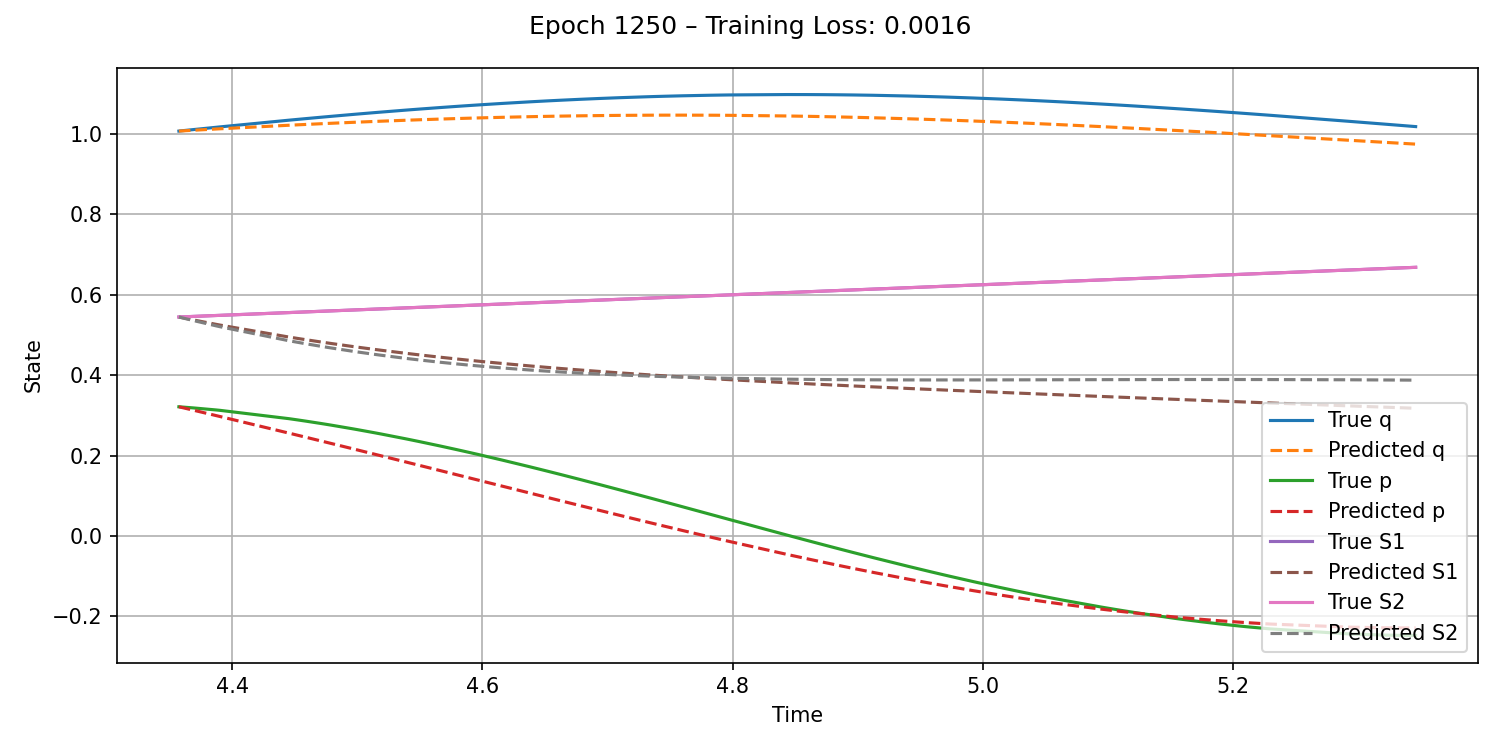 Epoch 1250 – Training Loss: 0.0016
1.0
0.8
0.6
0.4
0.2
0.0
−0.2
State
4.4 4.6 4.8 5.0 5.2
Time
True q
Predicted q
True p
Predicted p
True S1
Predicted S1
True S2
Predicted S2